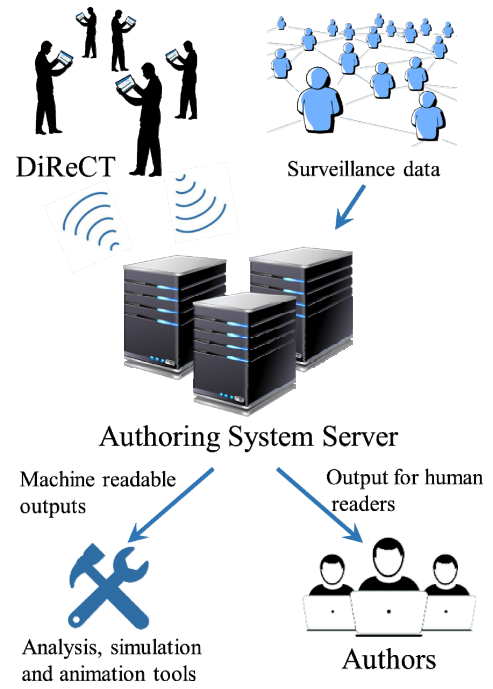 DiReCT
Surveillance data
Authoring System Server
Machine readable
outputs
Output for human
readers
Analysis, simulation
and animation tools
Authors